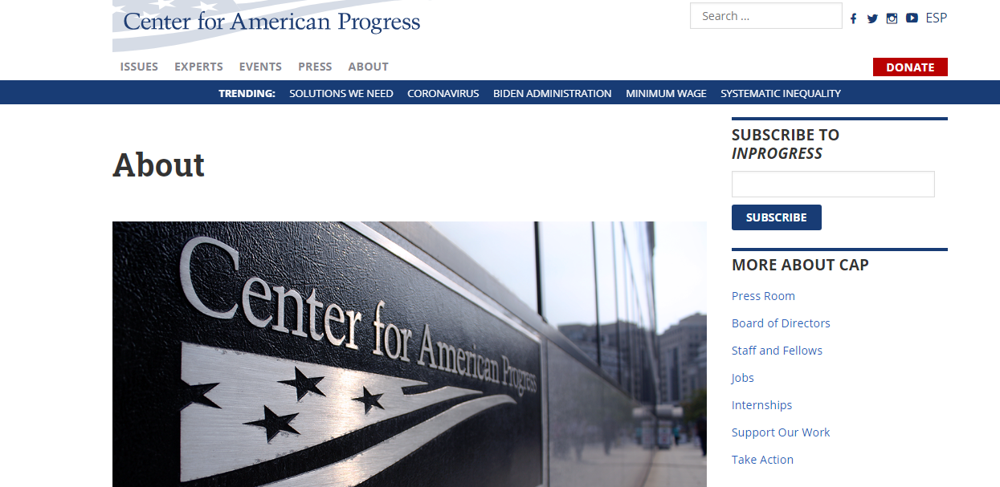 Center for American Progress
Search ...
ESP
ISSUES EXPERTS EVENTS PRESS ABOUT
DONATE
TRENDING: SOLUTIONS WE NEED CORONAVIRUS BIDEN ADMINISTRATION MINIMUM WAGE SYSTEMATIC INEQUALITY
About
Center for American Progress
SUBSCRIBE TO
INPROGRESS
SUBSCRIBE
MORE ABOUT CAP
Press Room
Board of Directors
Staff and Fellows
Jobs
Internships
Support Our Work
Take Action